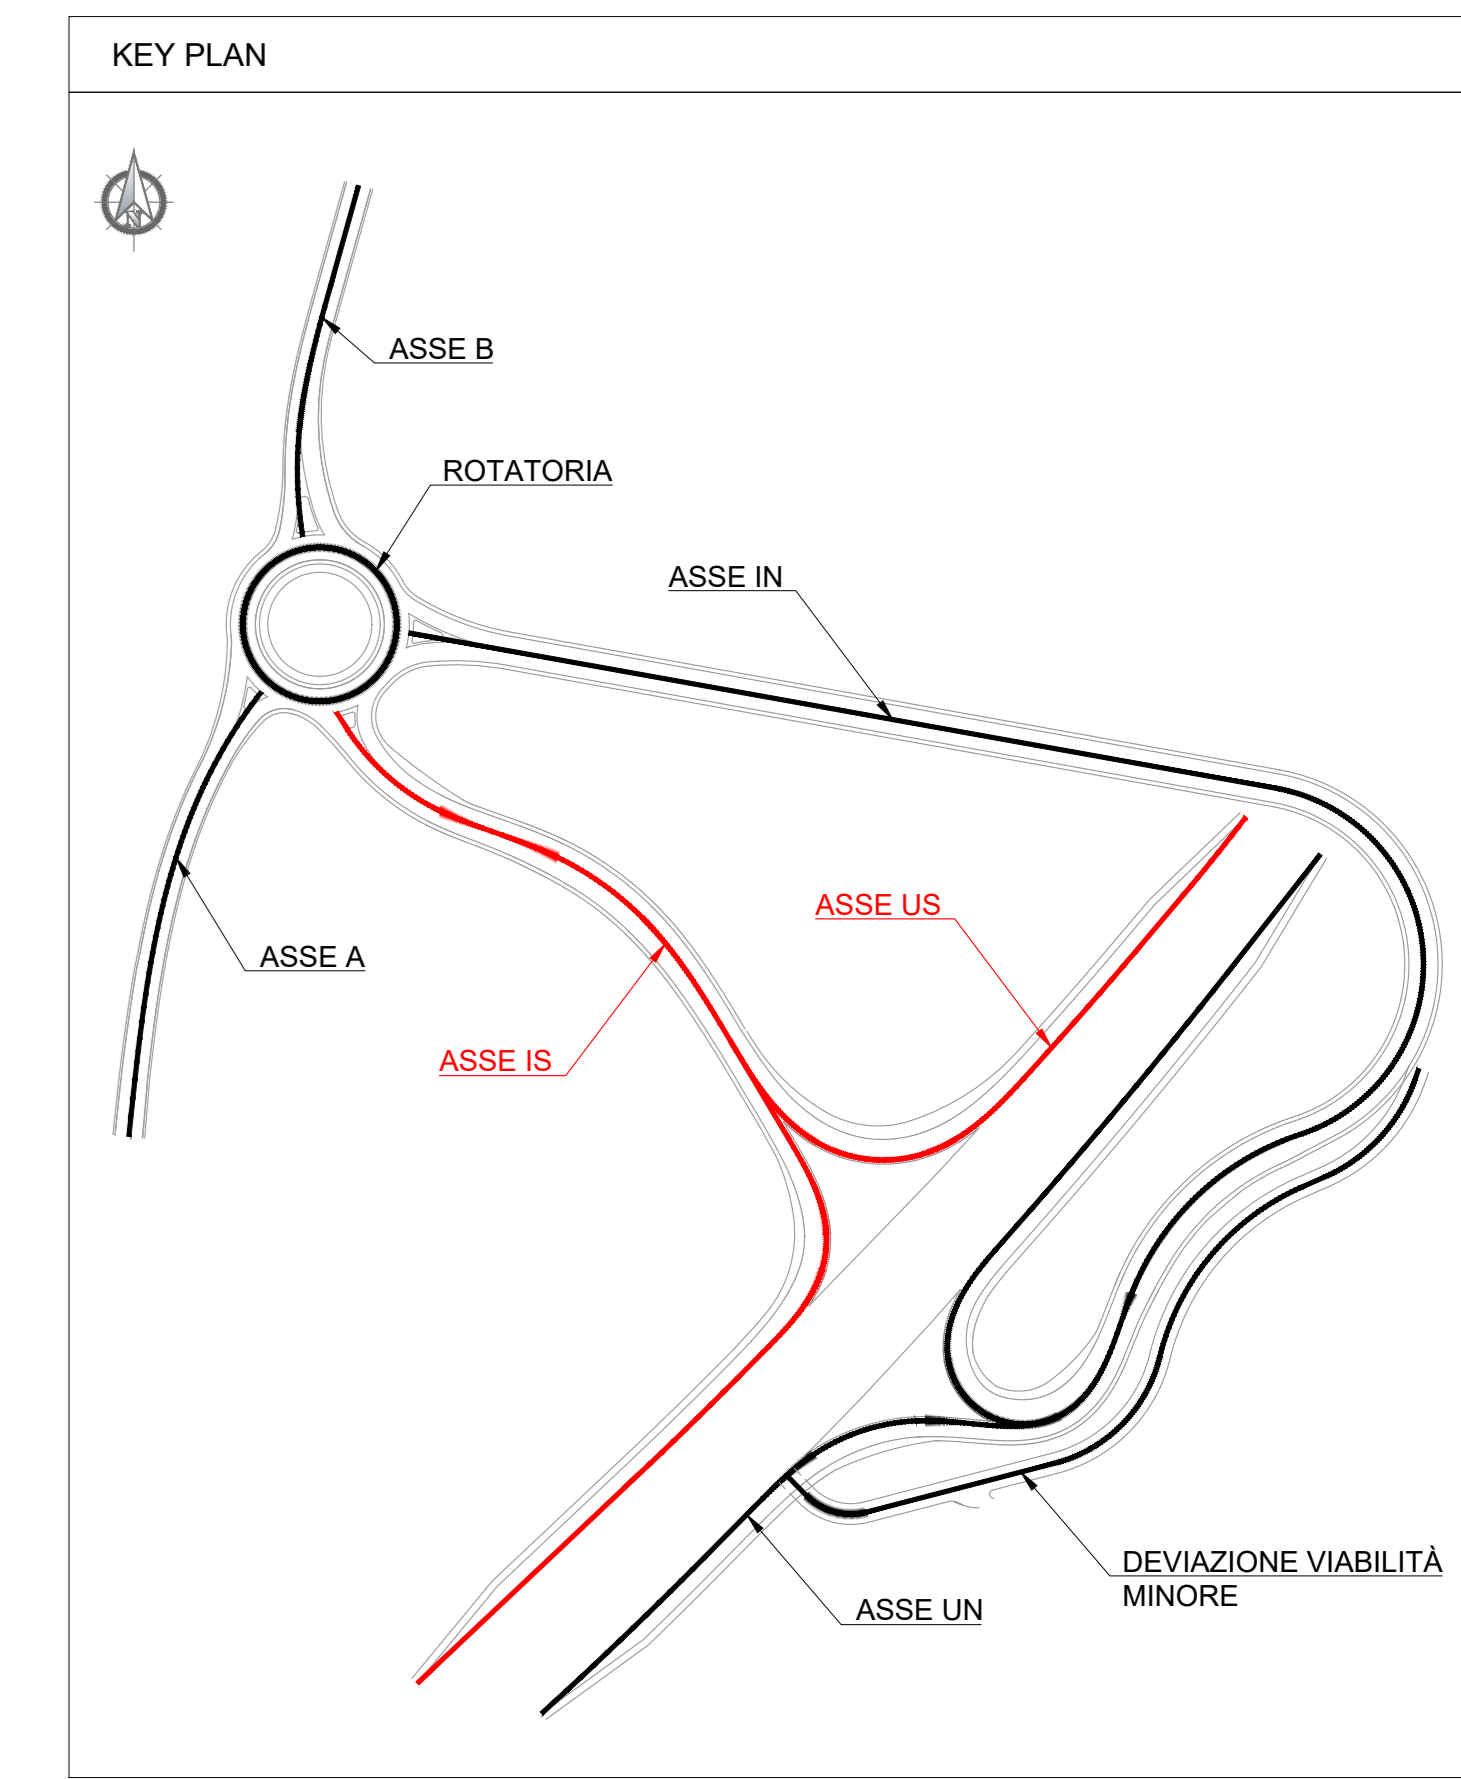 KEY PLAN
N
ASSE B
ROTATORIA
ASSE IN
ASSE US
ASSE A
ASSE IS
DEVIAZIONE VIABILITÀ
MINORE
ASSE UN